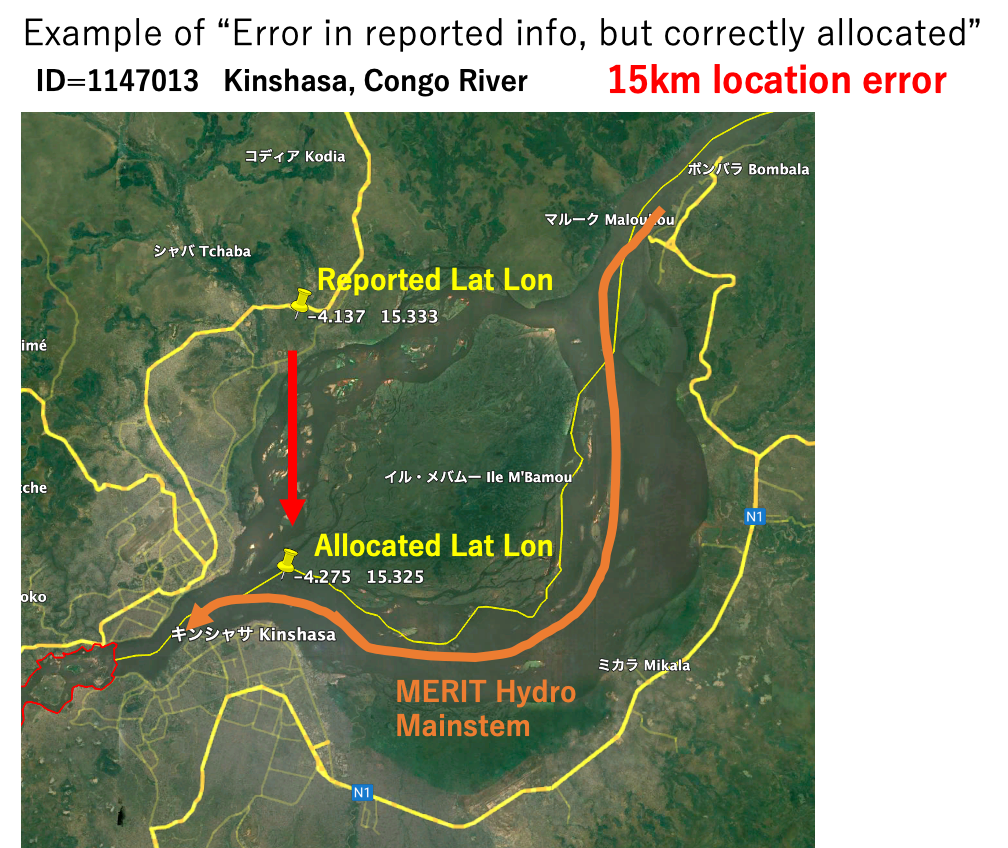 Example of “Error in reported info, but correctly allocated”
ID=1147013 Kinshasa, Congo River
15km location error
コディア Kodia
ボンバラ Bombala
マルーク Maloukou
シャバ Tchaba
Reported Lat Lon
-4.137 15.333
imé
イル・メバムー Ile M'Bamou
tche
N1
Allocated Lat Lon
-4.275 15.325
oko
キンシャサ Kinshasa
ミカラ Mikala
MERIT Hydro
Mainstem
N1